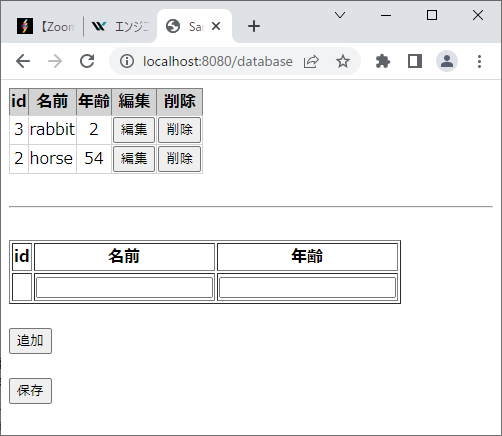 【Zoom
エンジニ
Sa
localhost:8080/database
id 名前 年齢 編集 削除
3 rabbit 2 編集 削除
2 horse 54 編集 削除
id 名前 年齢
追加
保存